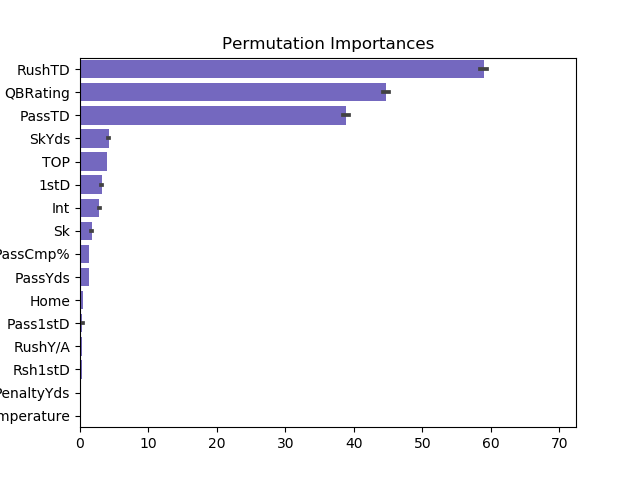 Permutation Importances
RushTD
QBRating
PassTD
SkYds
TOP
1stD
Int
Sk
PassCmp%
PassYds
Home
Pass1stD
RushY/A
Rsh1stD
PenaltyYds
mperature
0 10 20 30 40 50 60 70